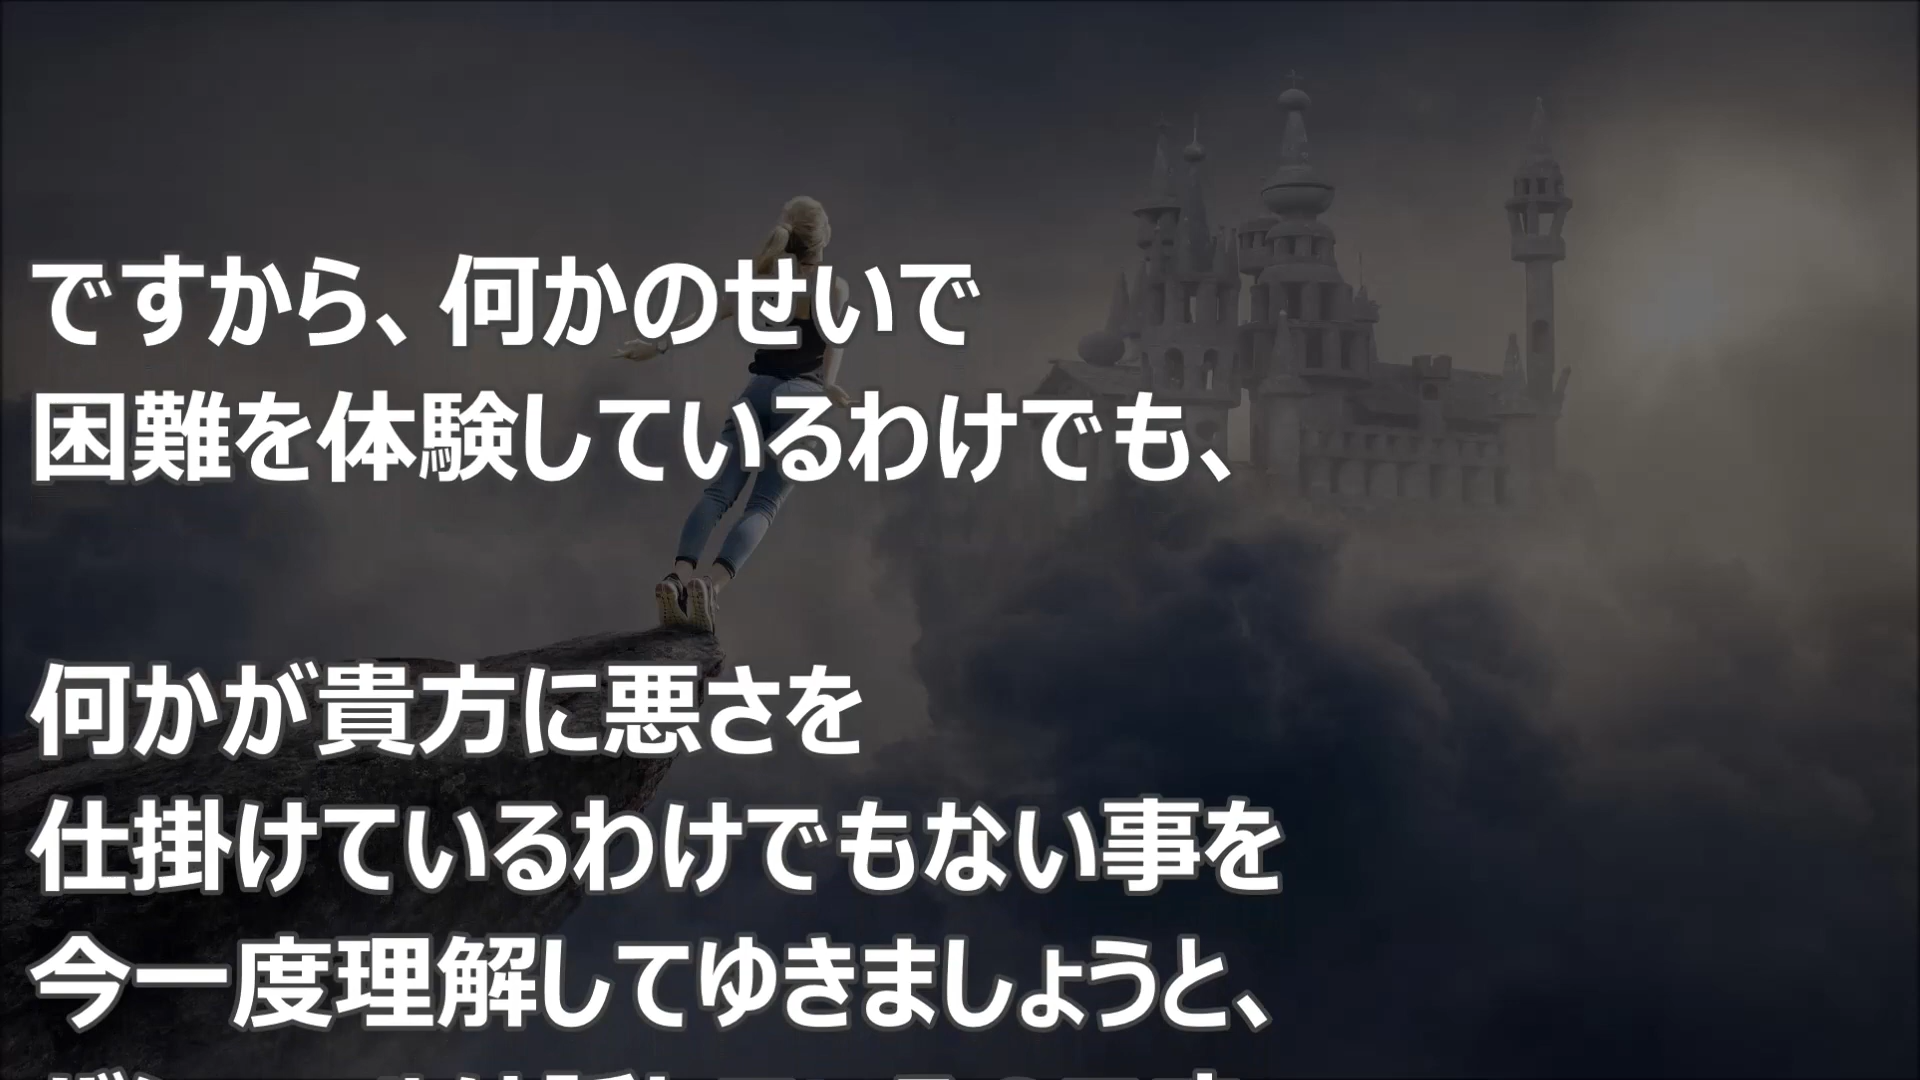 ですから、何かのせいで
困難を体験しているわけでも、
何かが貴方に悪さを
仕掛けているわけでもない事を
今一度理解してゆきましょうと、